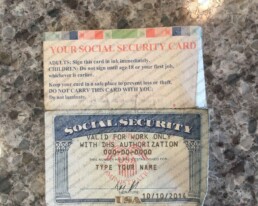 YOUR SOCIAL SECURITY CARD
ADULTS: Sign this card in ink immediately.
CHILDREN: Do not sign until age 18 or your first job,
whichever is earlier.
Keep your card in a safe place to prevent loss or theft.
DO NOT CARRY THIS CARD WITH YOU.
Do not laminate.
SOCIAL SECURITY
VALID FOR WORK ONLY
WITH DHS AUTHORIZATION
000-00-0000
TYPE YOUR NAME
USA